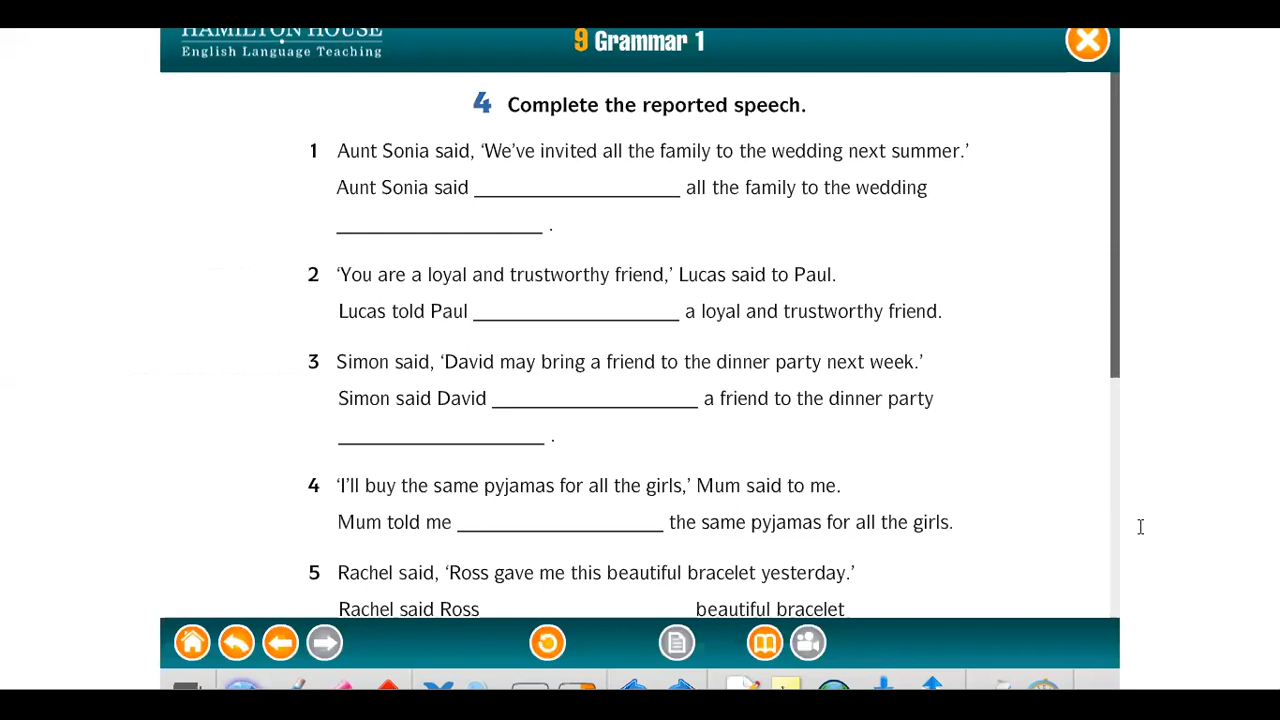 HAMILTON HOUSE
English Language Teaching
9 Grammar 1
4 Complete the reported speech.
1 Aunt Sonia said, ‘We’ve invited all the family to the wedding next summer.’
Aunt Sonia said ____________________ all the family to the wedding
____________________ .
2 ‘You are a loyal and trustworthy friend,’ Lucas said to Paul.
Lucas told Paul ____________________ a loyal and trustworthy friend.
3 Simon said, ‘David may bring a friend to the dinner party next week.’
Simon said David ____________________ a friend to the dinner party
____________________ .
4 ‘I’ll buy the same pyjamas for all the girls,’ Mum said to me.
Mum told me ____________________ the same pyjamas for all the girls.
5 Rachel said, ‘Ross gave me this beautiful bracelet yesterday.’
Rachel said Ross beautiful bracelet